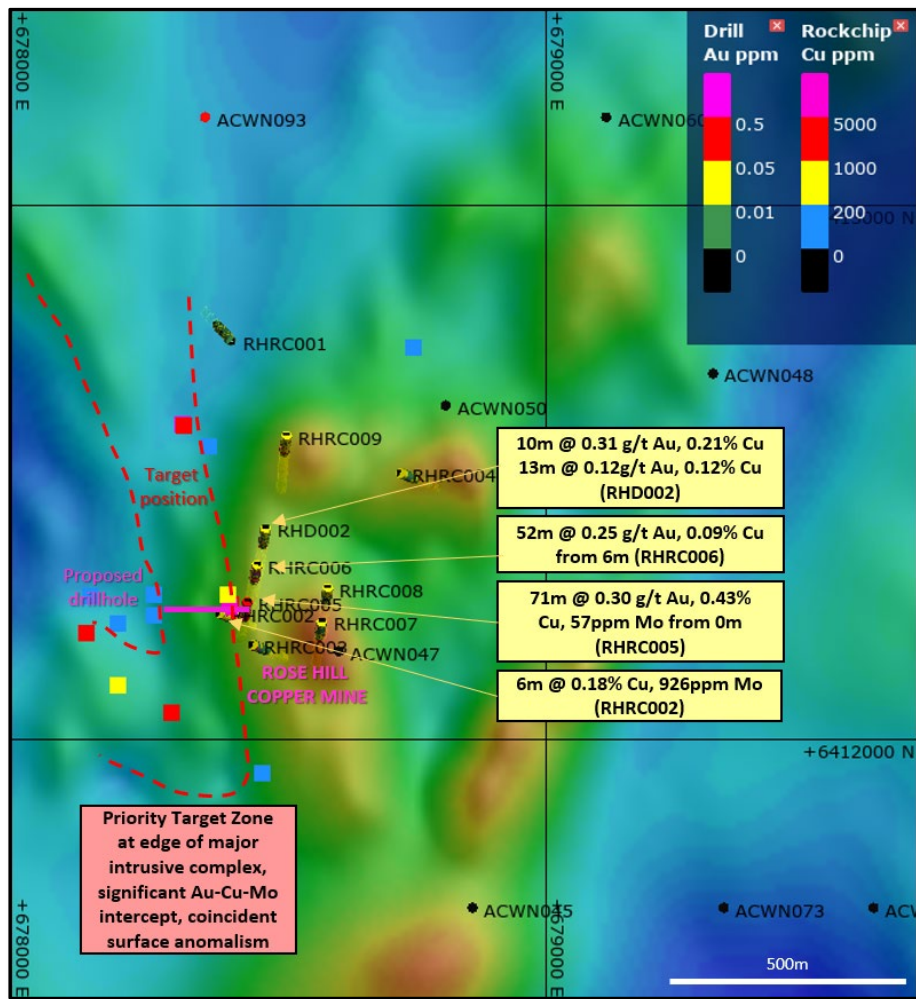 +678000 E
+679000 E
Drill
Au ppm
0.5
0.05
0.01
0
Rockchip
Cu ppm
5000
1000
200
0
ACWN093
ACWN060
000 N
RHRC001
ACWN048
ACWN050
RHRC009
RHRC004
Target
position
RHD002
RHRC006
Proposed
drillhole
RHRC008
RHRC005
RHRC002
RHRC007
RHRC003
ACWN047
ROSE HILL
COPPER MINE
10m @ 0.31 g/t Au, 0.21% Cu
13m @ 0.12g/t Au, 0.12% Cu
(RHD002)
52m @ 0.25 g/t Au, 0.09% Cu
from 6m (RHRC006)
71m @ 0.30 g/t Au, 0.43%
Cu, 57ppm Mo from 0m
(RHRC005)
6m @ 0.18% Cu, 926ppm Mo
(RHRC002)
+6412000 N
Priority Target Zone
at edge of major
intrusive complex,
significant Au-Cu-Mo
intercept, coincident
surface anomalism
ACWN045
ACWN073
ACW
500m
+678000 E
+679000 E